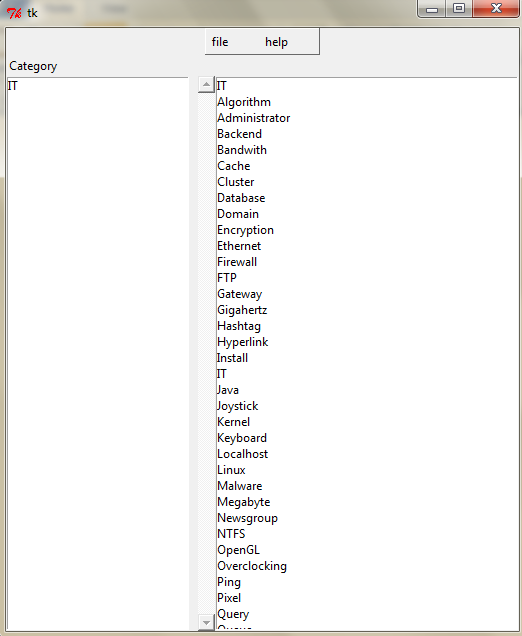 tk
file help
Category
IT
IT
Algorithm
Administrator
Backend
Bandwith
Cache
Cluster
Database
Domain
Encryption
Ethernet
Firewall
FTP
Gateway
Gigahertz
Hashtag
Hyperlink
Install
IT
Java
Joystick
Kernel
Keyboard
Localhost
Linux
Malware
Megabyte
Newsgroup
NTFS
OpenGL
Overclocking
Ping
Pixel
Query